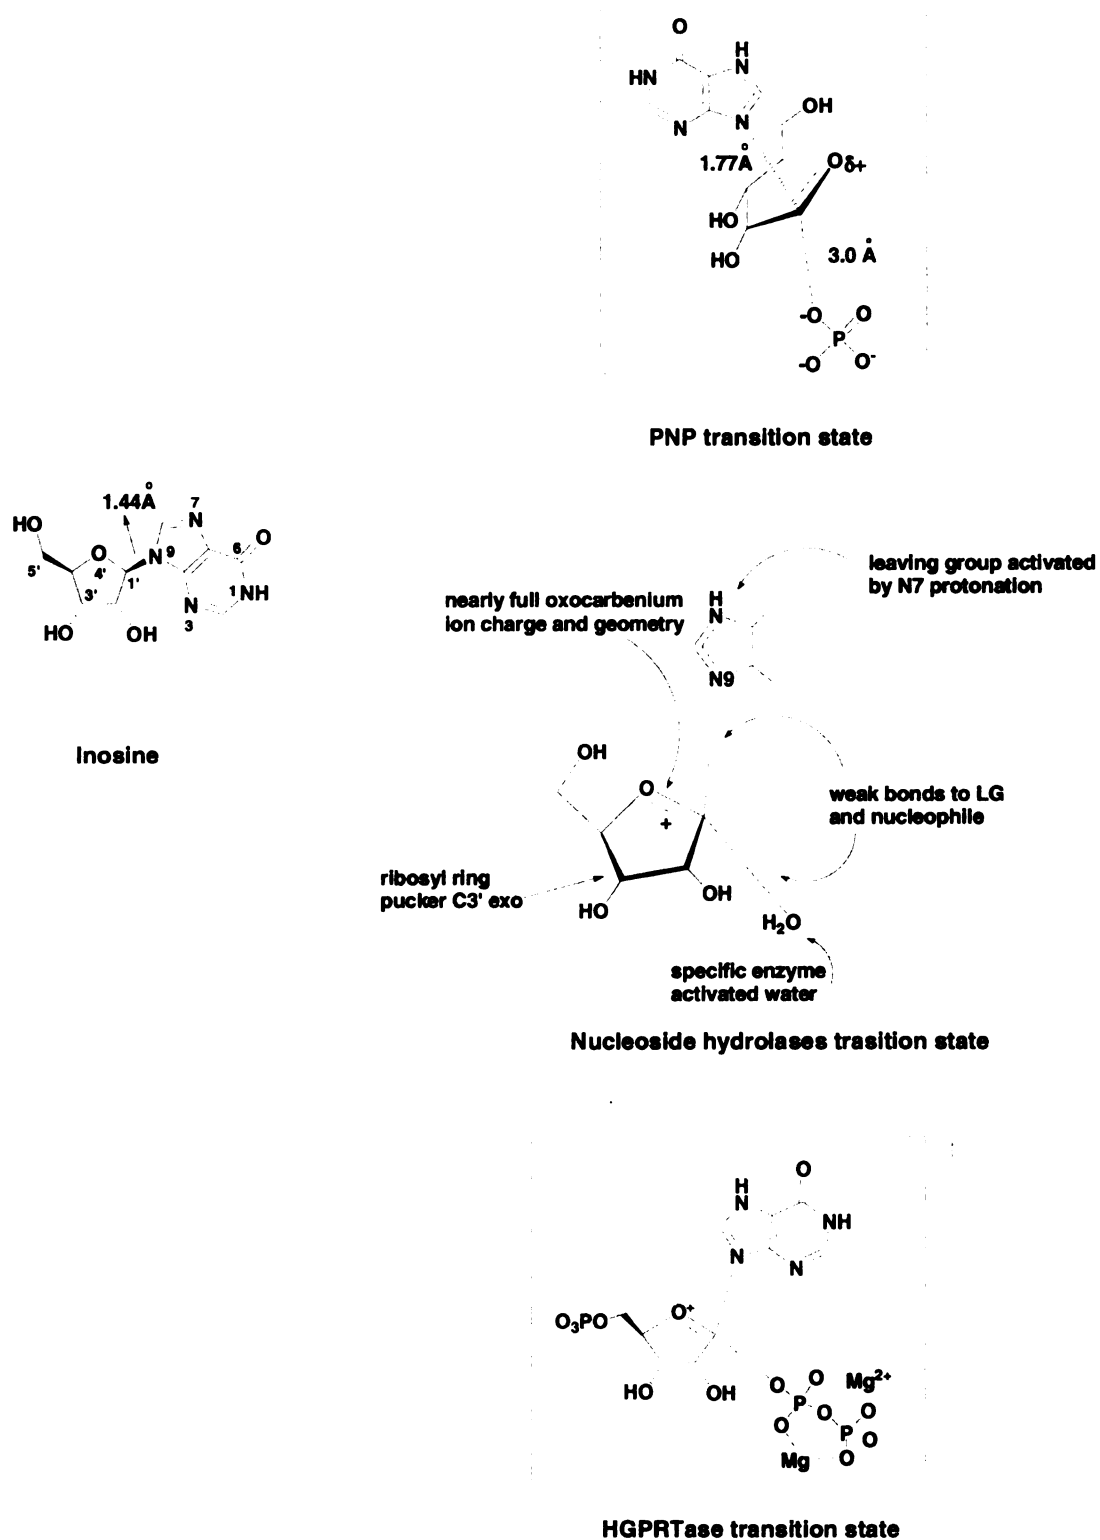 O
H
N
HN
OH
N
N
1.77Å
Oδ+
HO
3.0 Å
HO
-O
O
P
-O
O-
PNP transition state
1.44Å
7
HO
N
6
O
O
N
9
5'
4'
1'
1
NH
3'
N
3
HO
OH
Inosine
leaving group activated
by N7 protonation
nearly full oxocarbenium
ion charge and geometry
H
N
N9
OH
O
+
weak bonds to LG
and nucleophile
ribosyl ring
pucker C3' exo
OH
HO
H2O
specific enzyme
activated water
Nucleoside hydrolases trasition state
O
H
N
NH
N
N
O3PO
O+
HO
OH
O
O
Mg2+
P
O
O
O
P
O
Mg
O
HGPRTase transition state